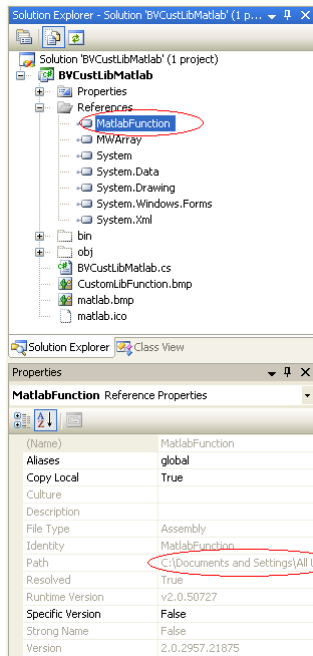 Solution Explorer - Solution 'BVCustLibMatlab' (1 p...
Solution 'BVCustLibMatlab' (1 project)
BVCustLibMatlab
Properties
References
MatlabFunction
MWArray
System
System.Data
System.Drawing
System.Windows.Forms
System.Xml
bin
obj
BVCustLibMatlab.cs
CustomLibFunction.bmp
matlab.bmp
matlab.ico
Solution Explorer Class View
Properties
MatlabFunction Reference Properties
(Name) MatlabFunction
Aliases global
Copy Local True
Culture
Description
File Type Assembly
Identity MatlabFunction
Path C:\Documents and Settings\All U
Resolved True
Runtime Version v2.0.50727
Specific Version False
Strong Name False
Version 2.0.2957.21875